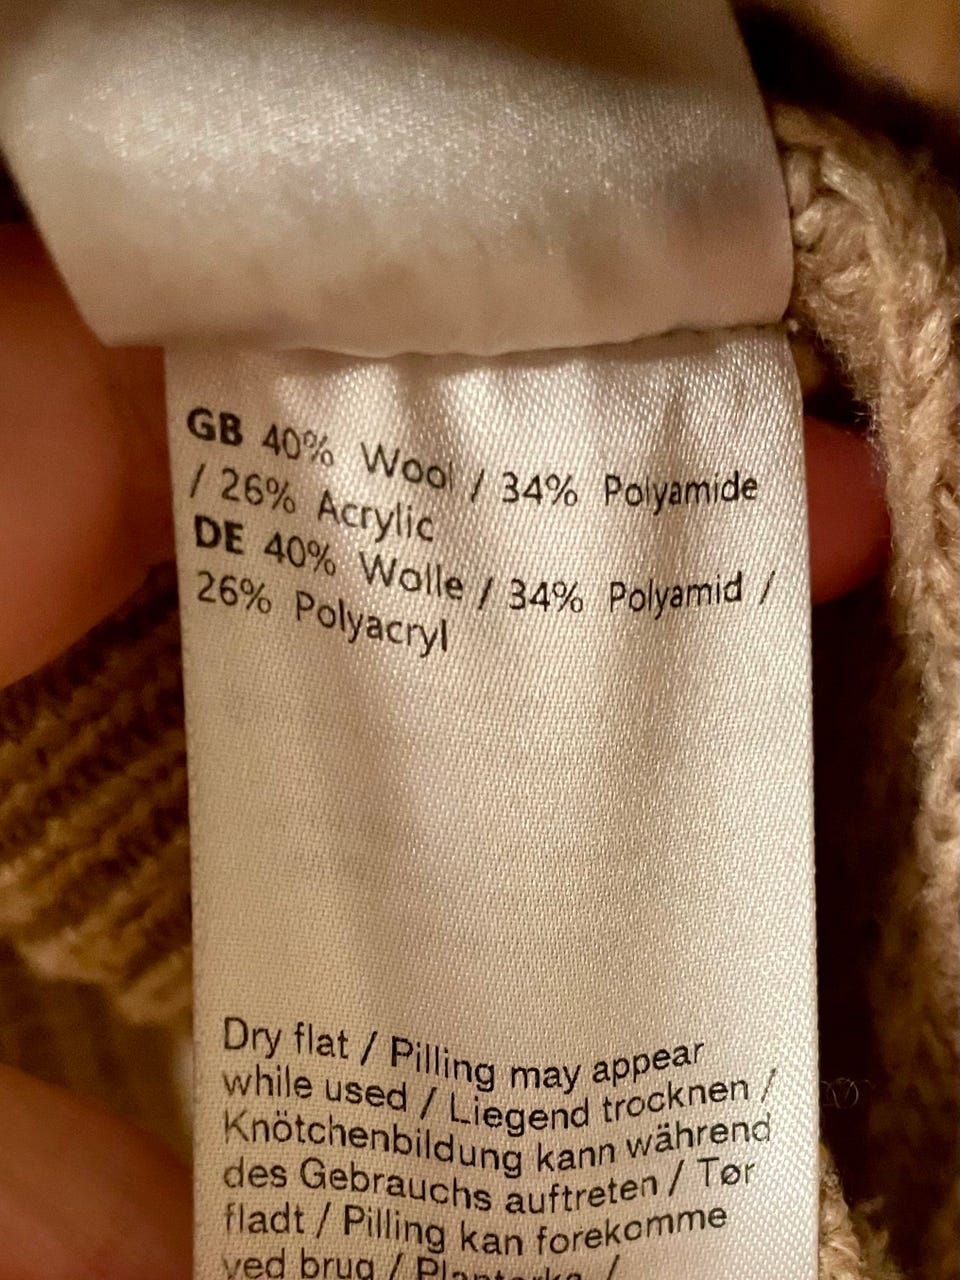 GB 40% Wool / 34% Polyamide
/ 26% Acrylic
DE 40% Wolle / 34% Polyamid /
26% Polyacryl
Dry flat / Pilling may appear
while used / Liegend trocknen /
Knötchenbildung kann während
des Gebrauchs auftreten / Tør
fladt / Pilling kan forekomme
ved brug / /